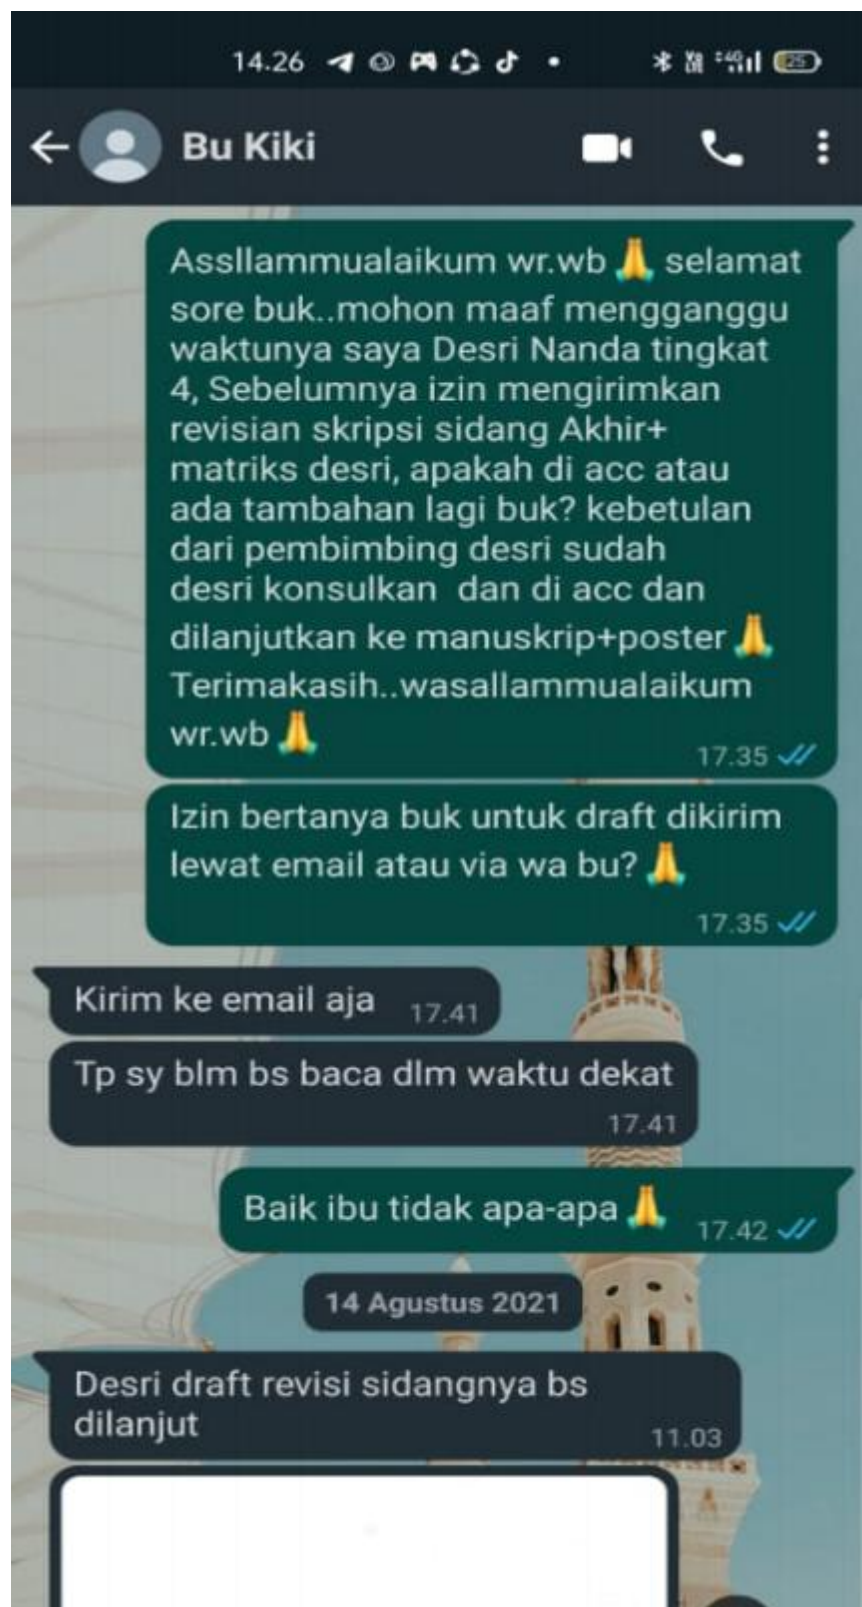 14.26
25
Bu Kiki
Assllammualaikum wr.wb🙏 selamat
sore buk..mohon maaf mengganggu
waktunya saya Desri Nanda tingkat
4, Sebelumnya izin mengirimkan
revisian skripsi sidang Akhir+
matriks desri, apakah di acc atau
ada tambahan lagi buk? kebetulan
dari pembimbing desri sudah
desri konsulkan  dan di acc dan
dilanjutkan ke manuskrip+poster🙏
Terimakasih..wasallammualaikum
wr.wb🙏
17.35
Izin bertanya buk untuk draft dikirim
lewat email atau via wa bu?🙏
17.35
Kirim ke email aja 17.41
Tp sy blm bs baca dlm waktu dekat
17.41
Baik ibu tidak apa-apa🙏 17.42
14 Agustus 2021
Desri draft revisi sidangnya bs
dilanjut
11.03